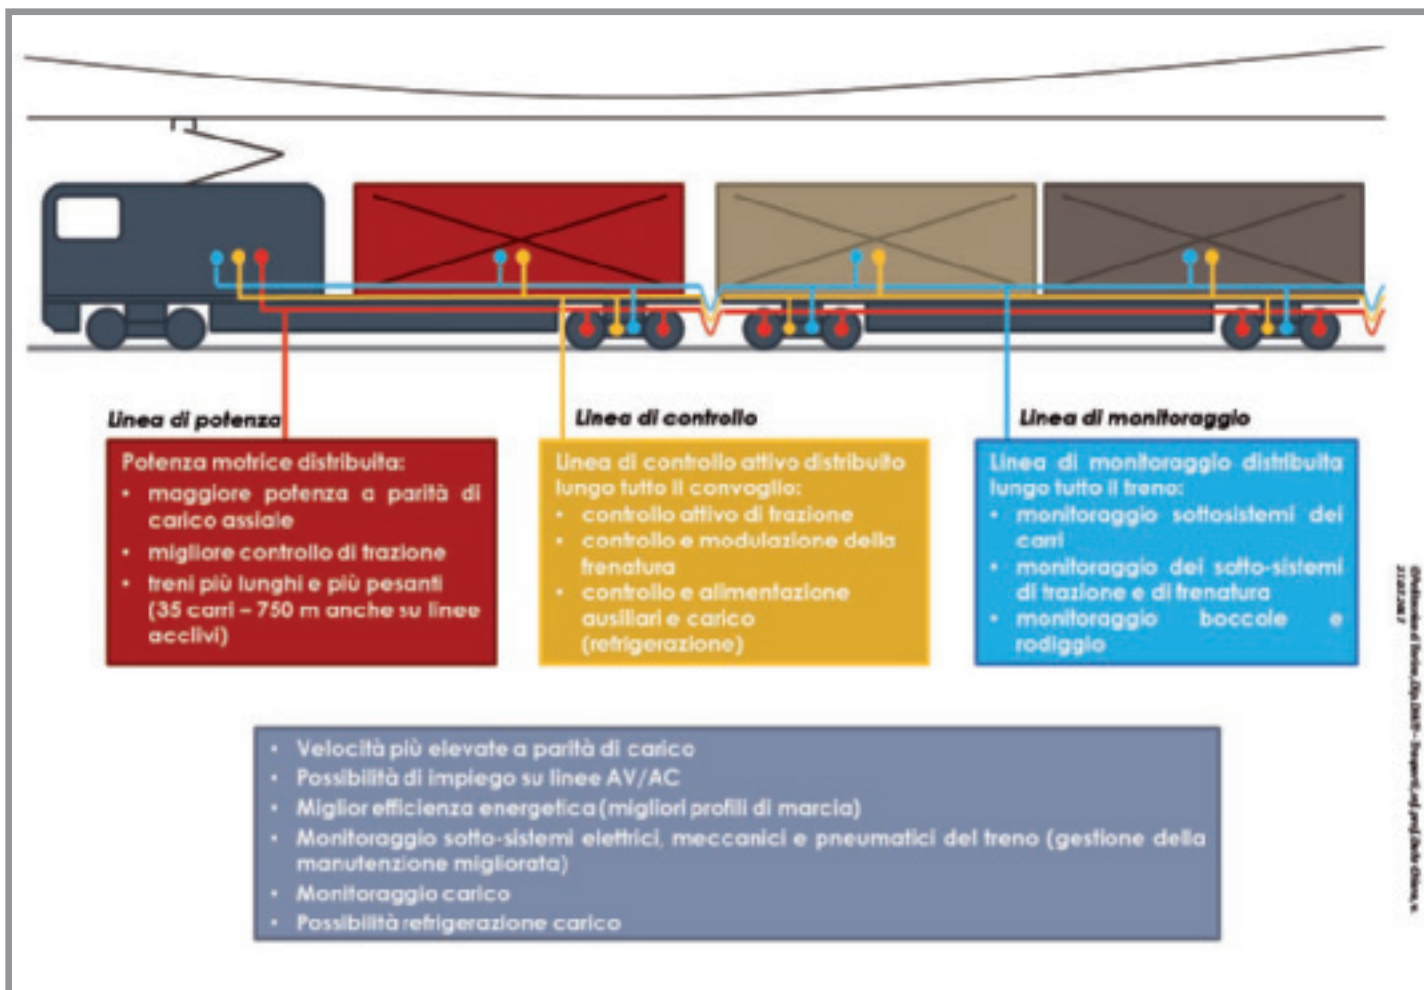 Linea di potenza
Linea di controllo
Linea di monitoraggio
Potenza motrice distribuita:
• maggiore potenza a parità di
carico assiale
• migliore controllo di trazione
• treni più lunghi e più pesanti
(35 carri – 750 m anche su linee
acclivi)
Linea di controllo attivo distribuito
lungo tutto il convoglio:
• controllo attivo di trazione
• controllo e modulazione della
frenatura
• controllo e alimentazione
ausiliari e carico
(refrigerazione)
Linea di monitoraggio distribuita
lungo tutto il treno:
• monitoraggio sottosistemi dei
carri
• monitoraggio dei sotto-sistemi
di trazione e di frenatura
• monitoraggio boccole e
rodiggio
• Velocità più elevate a parità di carico
• Possibilità di impiego su linee AV/AC
• Miglior efficienza energetica (migliori profili di marcia)
• Monitoraggio sotto-sistemi elettrici, meccanici e pneumatici del treno (gestione della
manutenzione migliorata)
• Monitoraggio carico
• Possibilità refrigerazione carico